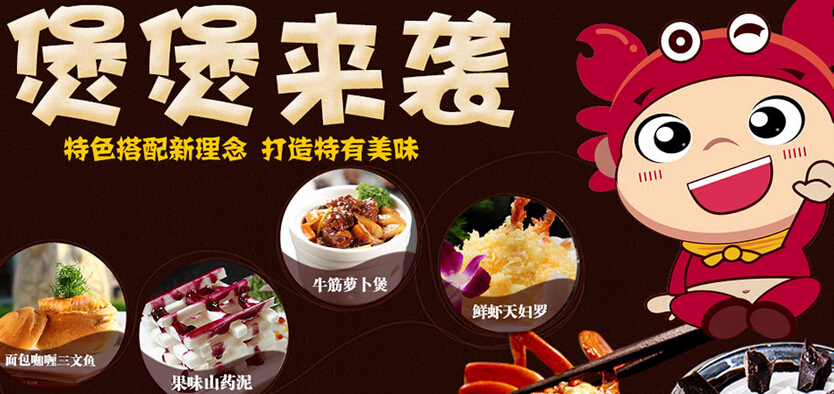 煲煲来袭
特色搭配新理念 打造特有美味
牛筋萝卜煲
鲜虾天妇罗
面包咖喱三文鱼
果味山药泥